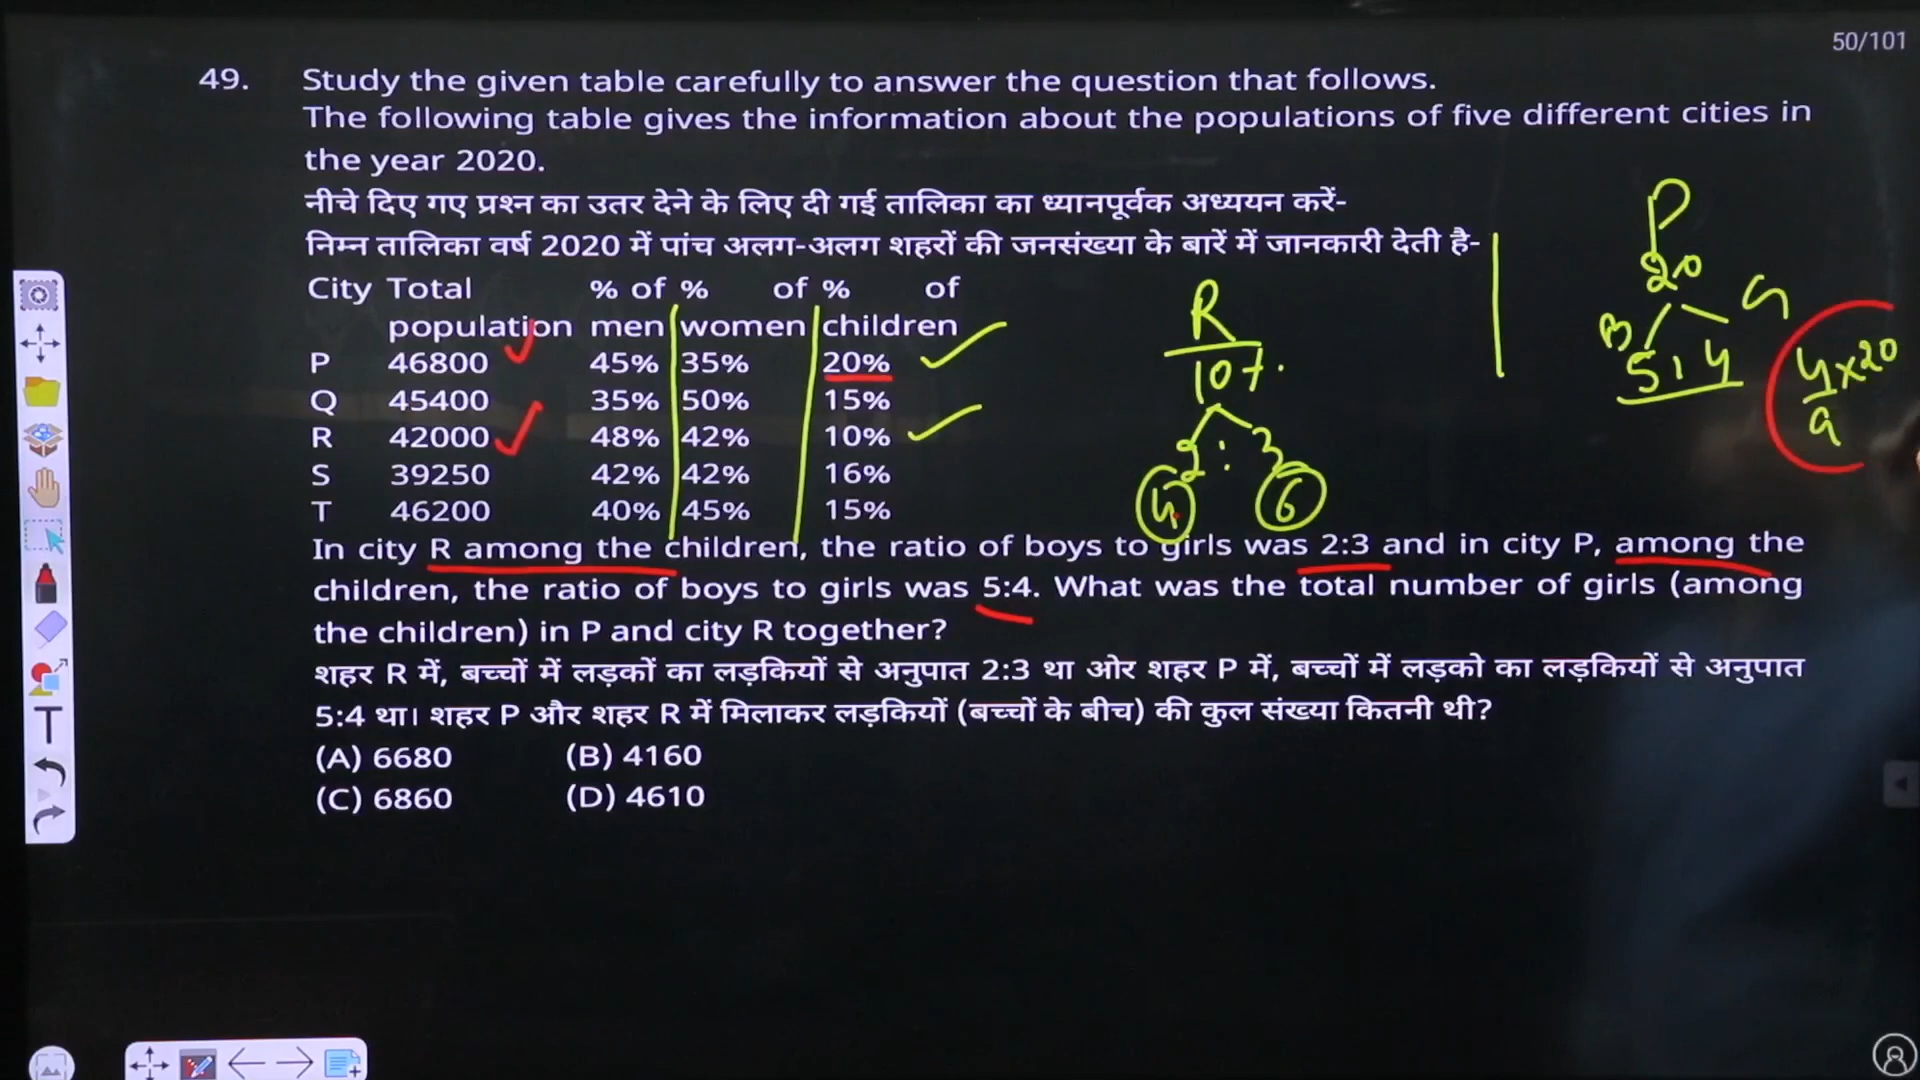 50/101
49. Study the given table carefully to answer the question that follows.
The following table gives the information about the populations of five different cities in
the year 2020.
नीचे दिए गए प्रश्न का उतर देने के लिए दी गई तालिका का ध्यानपूर्वक अध्ययन करें-
निम्न तालिका वर्ष 2020 में पांच अलग-अलग शहरों की जनसंख्या के बारें में जानकारी देती है-
City Total % of % of % of
population men women children
P 46800 45% 35% 20%
Q 45400 35% 50% 15%
R 42000 48% 42% 10%
S 39250 42% 42% 16%
T 46200 40% 45% 15%
R
10%.
2 : 3
4 6
P
20
B G
5 : 4
4×20
9
In city R among the children, the ratio of boys to girls was 2:3 and in city P, among the
children, the ratio of boys to girls was 5:4. What was the total number of girls (among
the children) in P and city R together?
शहर R में, बच्चों में लड़कों का लड़कियों से अनुपात 2:3 था ओर शहर P में, बच्चों में लड़को का लड़कियों से अनुपात
5:4 था। शहर P और शहर R में मिलाकर लड़कियों (बच्चों के बीच) की कुल संख्या कितनी थी?
(A) 6680 (B) 4160
(C) 6860 (D) 4610
T